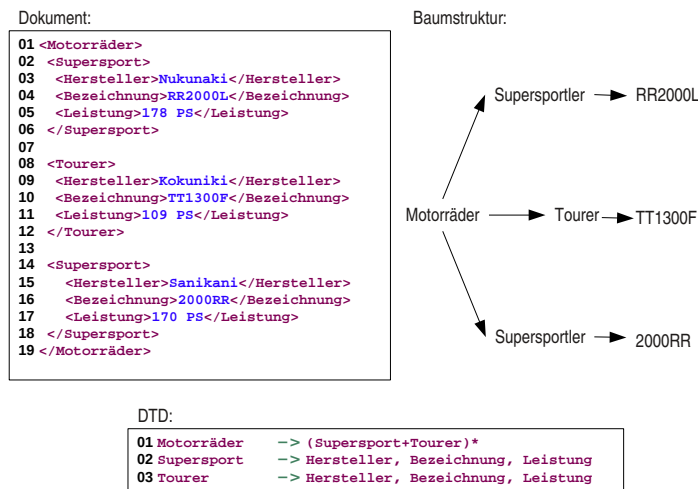 Dokument:
01 <Motorräder>
02 <Supersport>
03 <Hersteller>Nukunaki</Hersteller>
04 <Bezeichnung>RR2000L</Bezeichnung>
05 <Leistung>178 PS</Leistung>
06 </Supersport>
07
08 <Tourer>
09 <Hersteller>Kokuniki</Hersteller>
10 <Bezeichnung>TT1300F</Bezeichnung>
11 <Leistung>109 PS</Leistung>
12 </Tourer>
13
14 <Supersport>
15 <Hersteller>Sanikani</Hersteller>
16 <Bezeichnung>2000RR</Bezeichnung>
17 <Leistung>170 PS</Leistung>
18 </Supersport>
19 </Motorräder>
Baumstruktur:
Supersportler RR2000L
Motorräder Tourer TT1300F
Supersportler 2000RR
DTD:
01 Motorräder –> (Supersport+Tourer)*
02 Supersport –> Hersteller, Bezeichnung, Leistung
03 Tourer –> Hersteller, Bezeichnung, Leistung